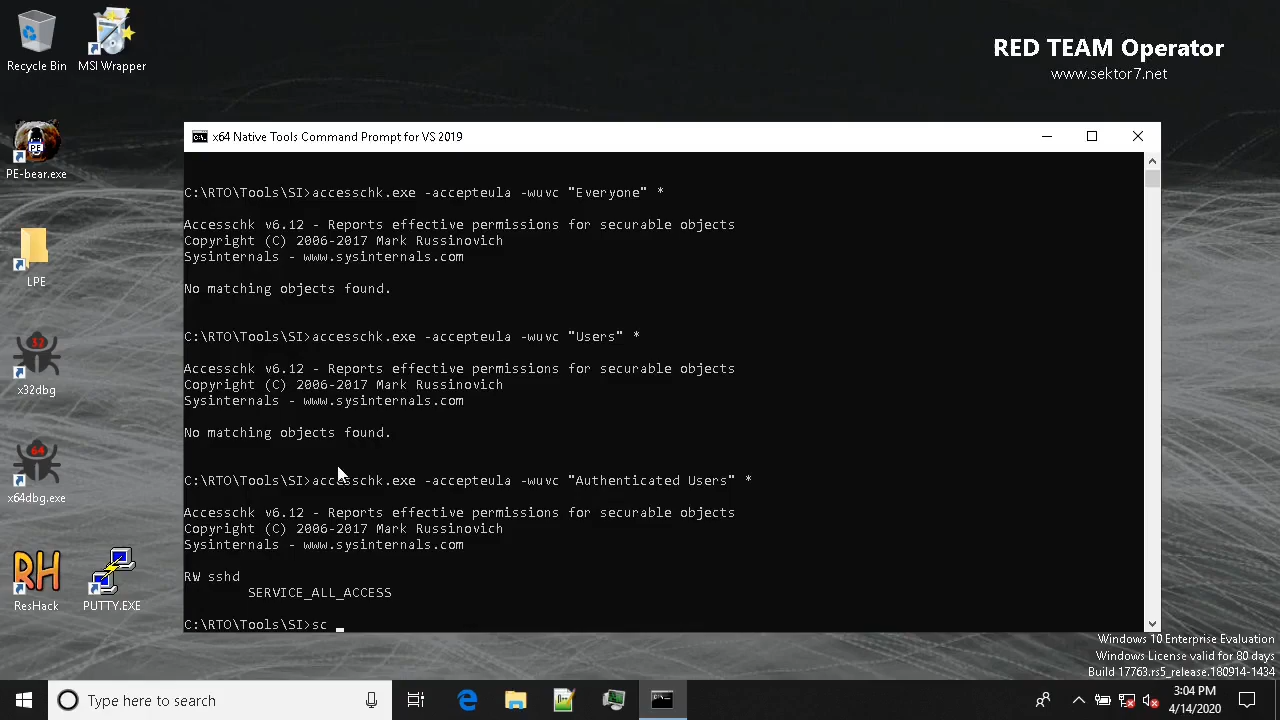 Recycle Bin
MSI Wrapper
RED TEAM Operator
www.sektor7.net
PE
PE-bear.exe
LPE
32
x32dbg
64
x64dbg.exe
RH
ResHack
PUTTY.EXE
C:\. x64 Native Tools Command Prompt for VS 2019
C:\RTO\Tools\SI>accesschk.exe -accepteula -wuvc "Everyone" *
Accesschk v6.12 - Reports effective permissions for securable objects
Copyright (C) 2006-2017 Mark Russinovich
Sysinternals - www.sysinternals.com
No matching objects found.
C:\RTO\Tools\SI>accesschk.exe -accepteula -wuvc "Users" *
Accesschk v6.12 - Reports effective permissions for securable objects
Copyright (C) 2006-2017 Mark Russinovich
Sysinternals - www.sysinternals.com
No matching objects found.
C:\RTO\Tools\SI>accesschk.exe -accepteula -wuvc "Authenticated Users" *
Accesschk v6.12 - Reports effective permissions for securable objects
Copyright (C) 2006-2017 Mark Russinovich
Sysinternals - www.sysinternals.com
RW sshd
SERVICE_ALL_ACCESS
C:\RTO\Tools\SI>sc _
Windows 10 Enterprise Evaluation
Windows License valid for 80 days
Build 17763.rs5_release.180914-1434
Type here to search
3:04 PM
4/14/2020